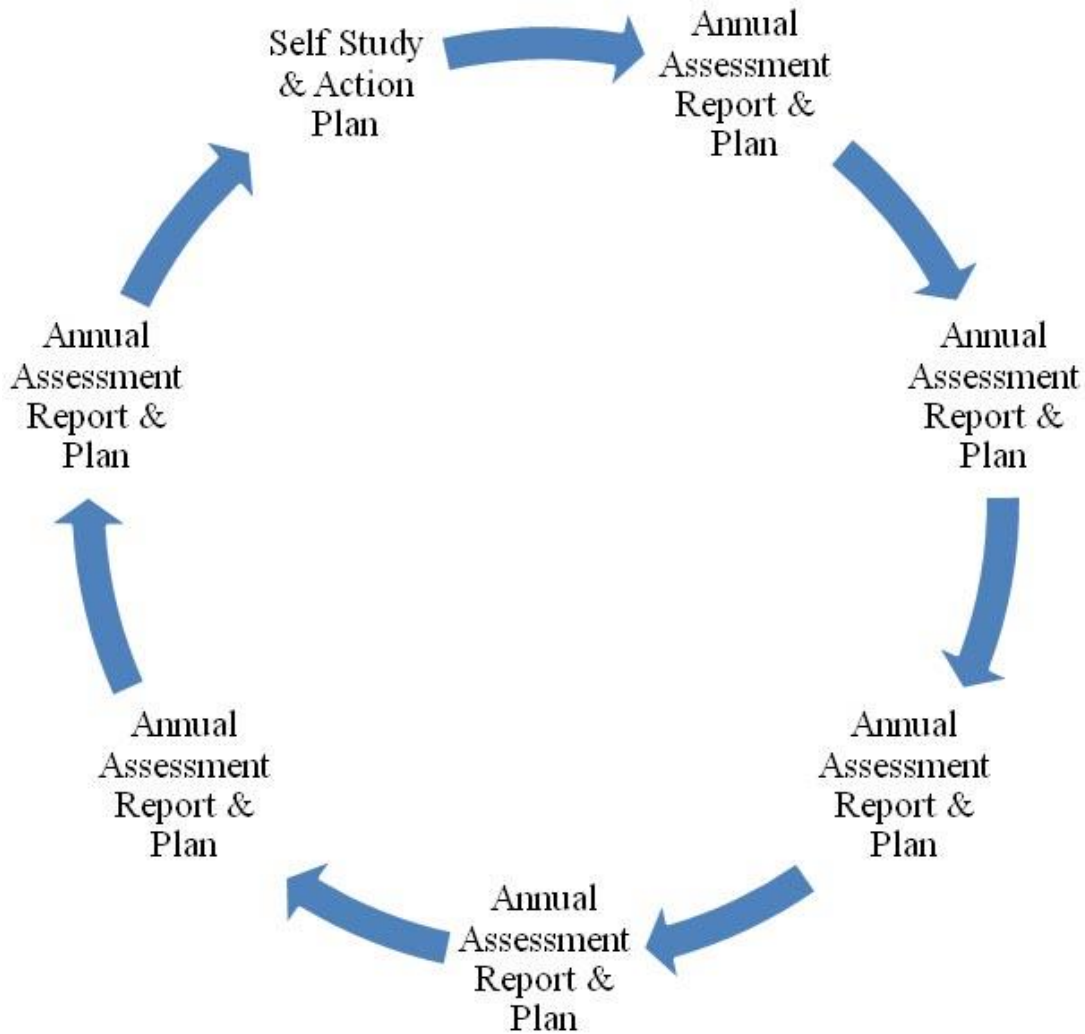 Self Study
& Action
Plan
Annual
Assessment
Report &
Plan
Annual
Assessment
Report &
Plan
Annual
Assessment
Report &
Plan
Annual
Assessment
Report &
Plan
Annual
Assessment
Report &
Plan
Annual
Assessment
Report &
Plan